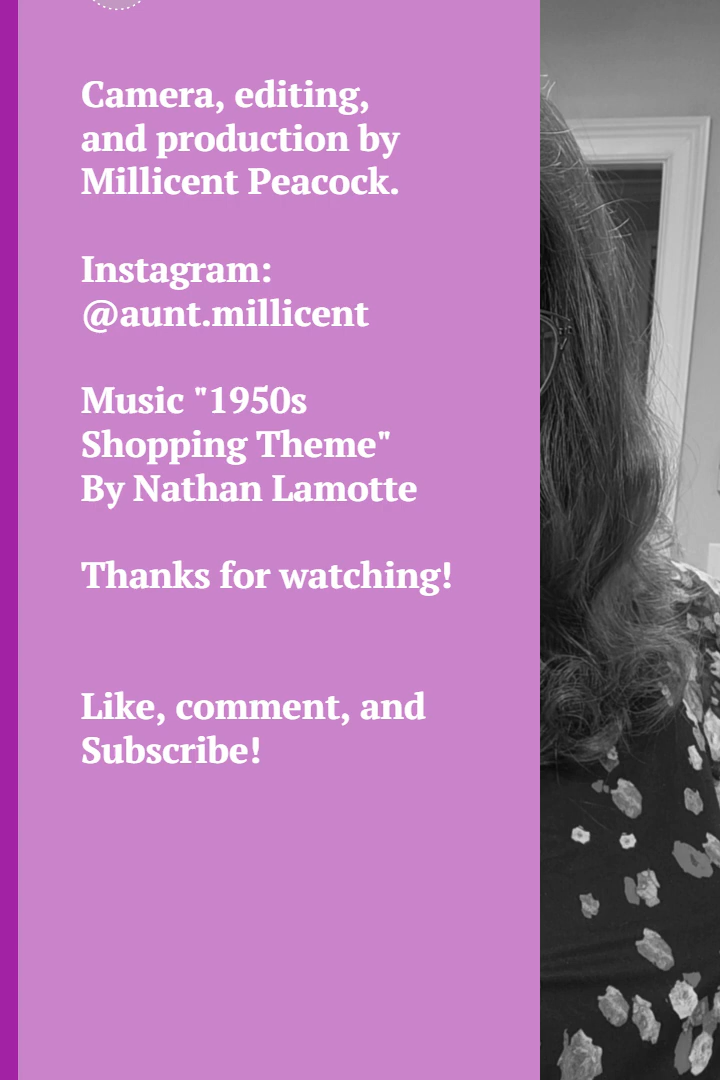 Camera, editing,
and production by
Millicent Peacock.
Instagram:
@aunt.millicent
Music "1950s
Shopping Theme"
By Nathan Lamotte
Thanks for watching!
Like, comment, and
Subscribe!